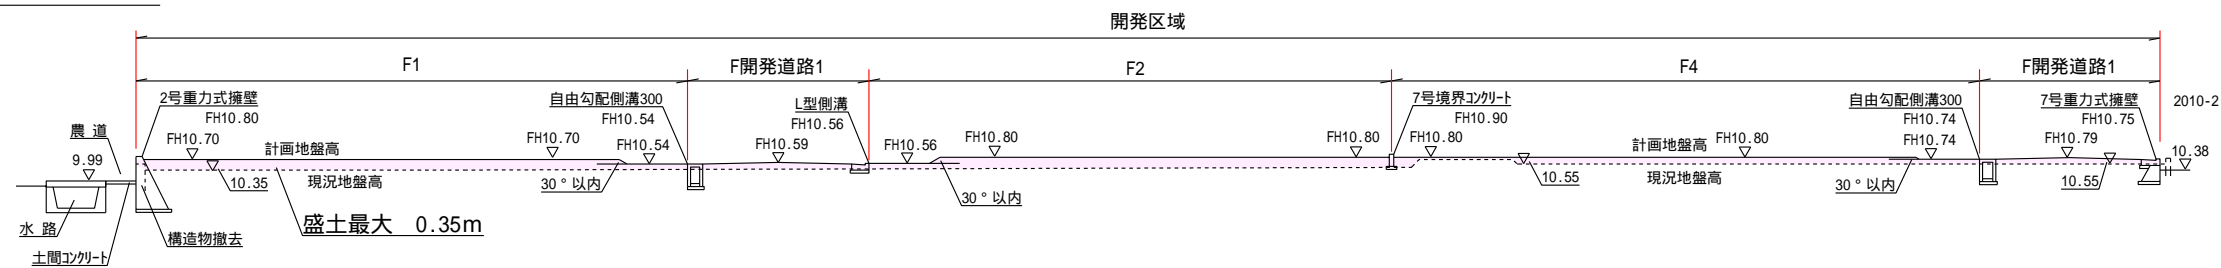 開発区域
F1
F開発道路1
F2
F4
F開発道路1
2号重力式擁壁
FH10.80
自由勾配側溝300
FH10.54
L型側溝
FH10.56
7号境界コンクリート
FH10.90
自由勾配側溝300
FH10.74
7号重力式擁壁
FH10.75
2010-2
農 道
9.99
FH10.70
計画地盤高
FH10.70
FH10.54
FH10.59
FH10.56
FH10.80
FH10.80
FH10.80
計画地盤高
FH10.80
FH10.74
FH10.79
10.38
10.35
現況地盤高
30°以内
30°以内
10.55
現況地盤高
30°以内
10.55
盛土最大 0.35m
水 路
構造物撤去
土間コンクリート